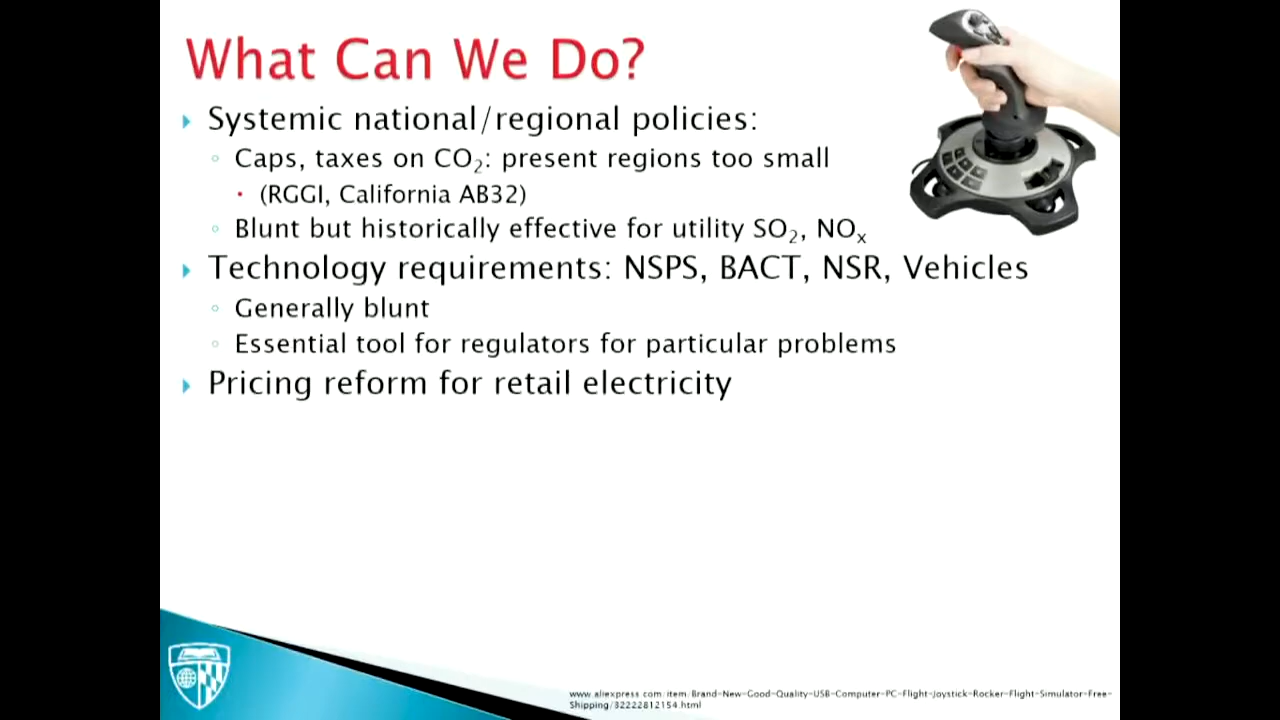 What Can We Do?
Systemic national/regional policies:
Caps, taxes on CO₂: present regions too small
(RGGI, California AB32)
Blunt but historically effective for utility SO₂, NOₓ
Technology requirements: NSPS, BACT, NSR, Vehicles
Generally blunt
Essential tool for regulators for particular problems
Pricing reform for retail electricity
www.aliexpress.com/item/Brand-New-Good-Quality-USB-Computer-PC-Flight-Joystick-Rocker-Flight-Simulator-Free-
Shipping/32222812154.html